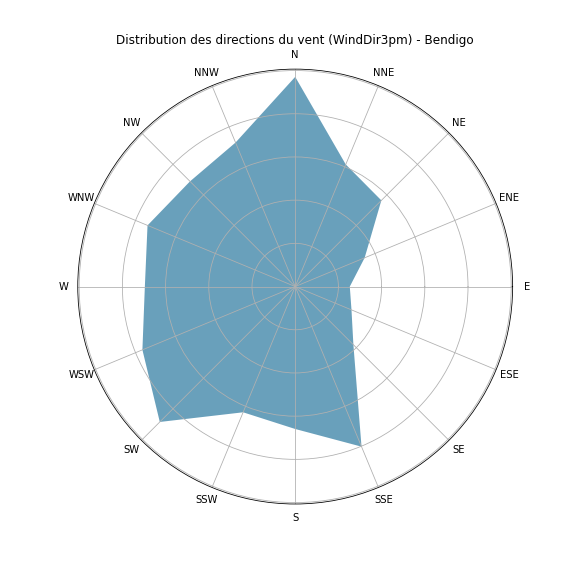 Distribution des directions du vent (WindDir3pm) - Bendigo
N
NNW
NNE
NW
NE
WNW
ENE
W
E
WSW
ESE
SW
SE
SSW
SSE
S